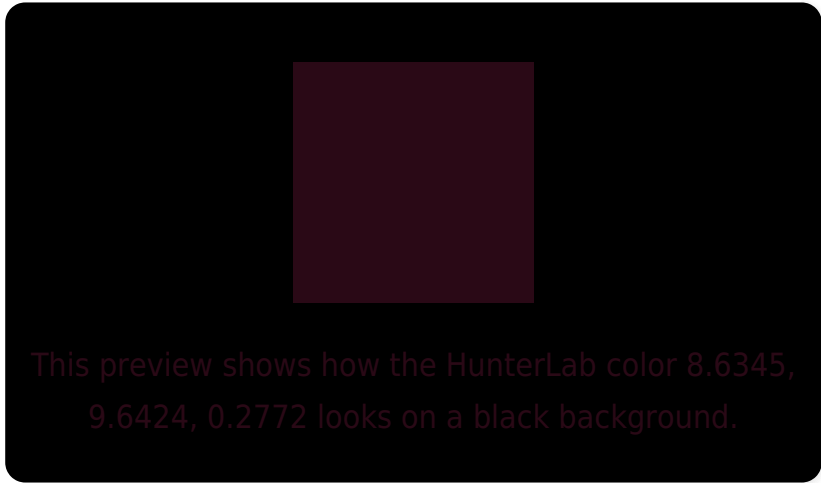 This preview shows how the HunterLab color 8.6345,
9.6424, 0.2772 looks on a black background.